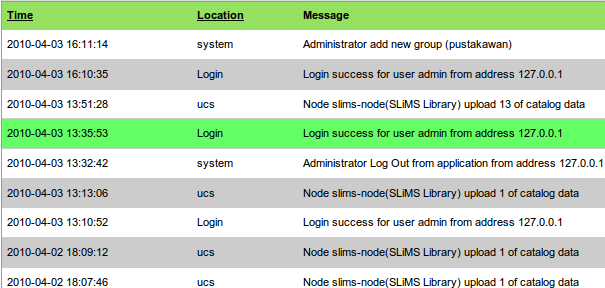 Time Location Message
2010-04-03 16:11:14 system Administrator add new group (pustakawan)
2010-04-03 16:10:35 Login Login success for user admin from address 127.0.0.1
2010-04-03 13:51:28 ucs Node slims-node(SLiMS Library) upload 13 of catalog data
2010-04-03 13:35:53 Login Login success for user admin from address 127.0.0.1
2010-04-03 13:32:42 system Administrator Log Out from application from address 127.0.0.1
2010-04-03 13:13:06 ucs Node slims-node(SLiMS Library) upload 1 of catalog data
2010-04-03 13:10:52 Login Login success for user admin from address 127.0.0.1
2010-04-02 18:09:12 ucs Node slims-node(SLiMS Library) upload 1 of catalog data
2010-04-02 18:07:46 ucs Node slims-node(SLiMS Library) upload 1 of catalog data